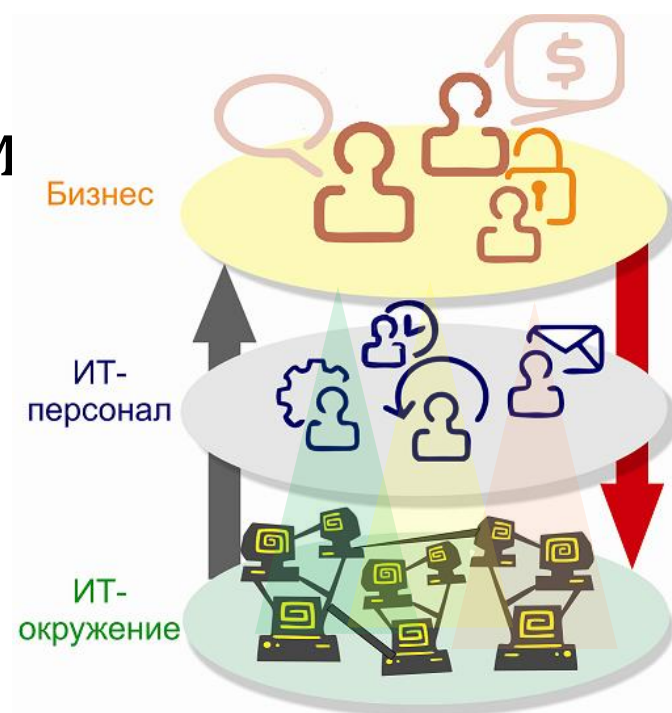 $
Бизнес
ИТ-
персонал
ИТ-
окружение